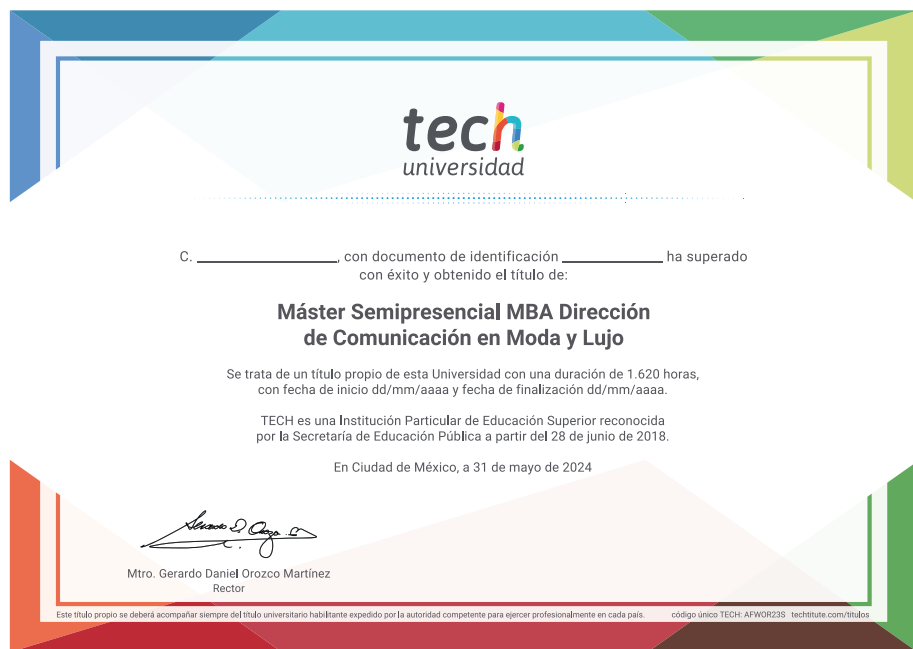 tech
universidad
C. ____________, con documento de identificación ____________ ha superado
con éxito y obtenido el título de:
Máster Semipresencial MBA Dirección
de Comunicación en Moda y Lujo
Se trata de un título propio de esta Universidad con una duración de 1.620 horas,
con fecha de inicio dd/mm/aaaa y fecha de finalización dd/mm/aaaa.
TECH es una Institución Particular de Educación Superior reconocida
por la Secretaría de Educación Pública a partir del 28 de junio de 2018.
En Ciudad de México, a 31 de mayo de 2024
Mtro. Gerardo Daniel Orozco Martínez
Rector
Este título propio se deberá acompañar siempre del título universitario habilitante expedido por la autoridad competente para ejercer profesionalmente en cada país. código único TECH: AFWOR23S techtitute.com/titulos